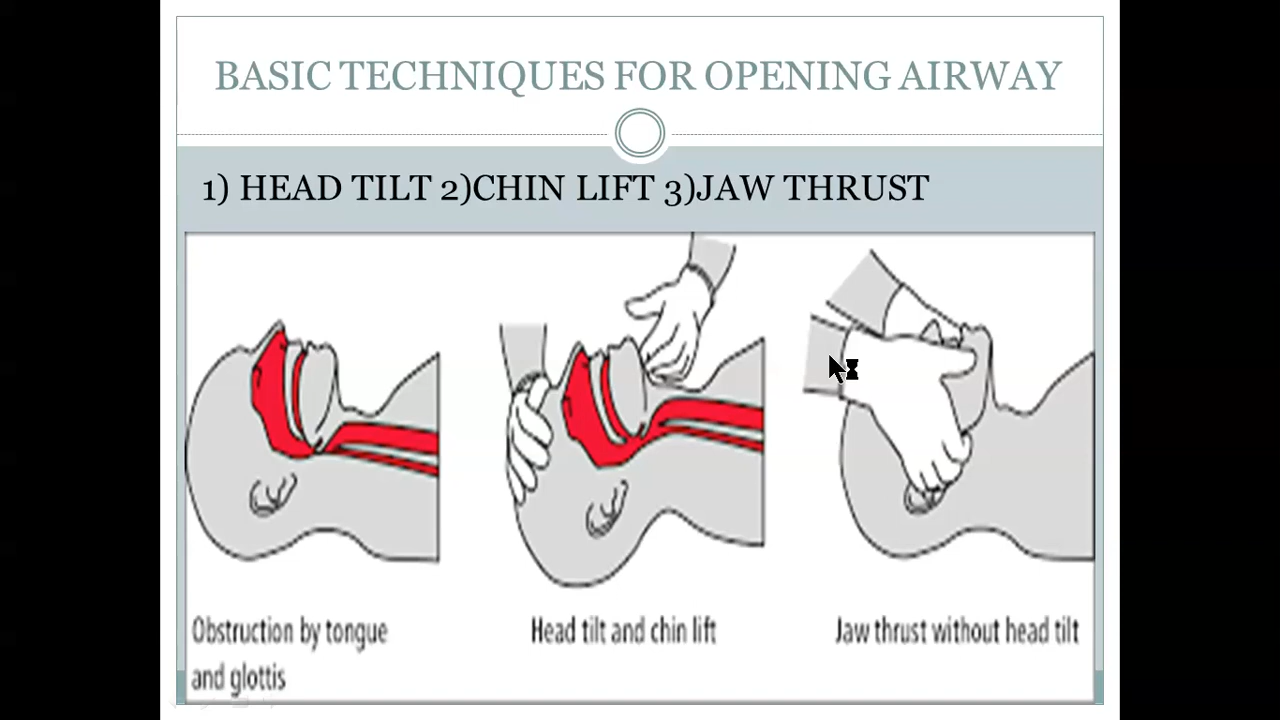 BASIC TECHNIQUES FOR OPENING AIRWAY
1) HEAD TILT 2)CHIN LIFT 3)JAW THRUST
Obstruction by tongue
and glottis
Head tilt and chin lift
Jaw thrust without head tilt